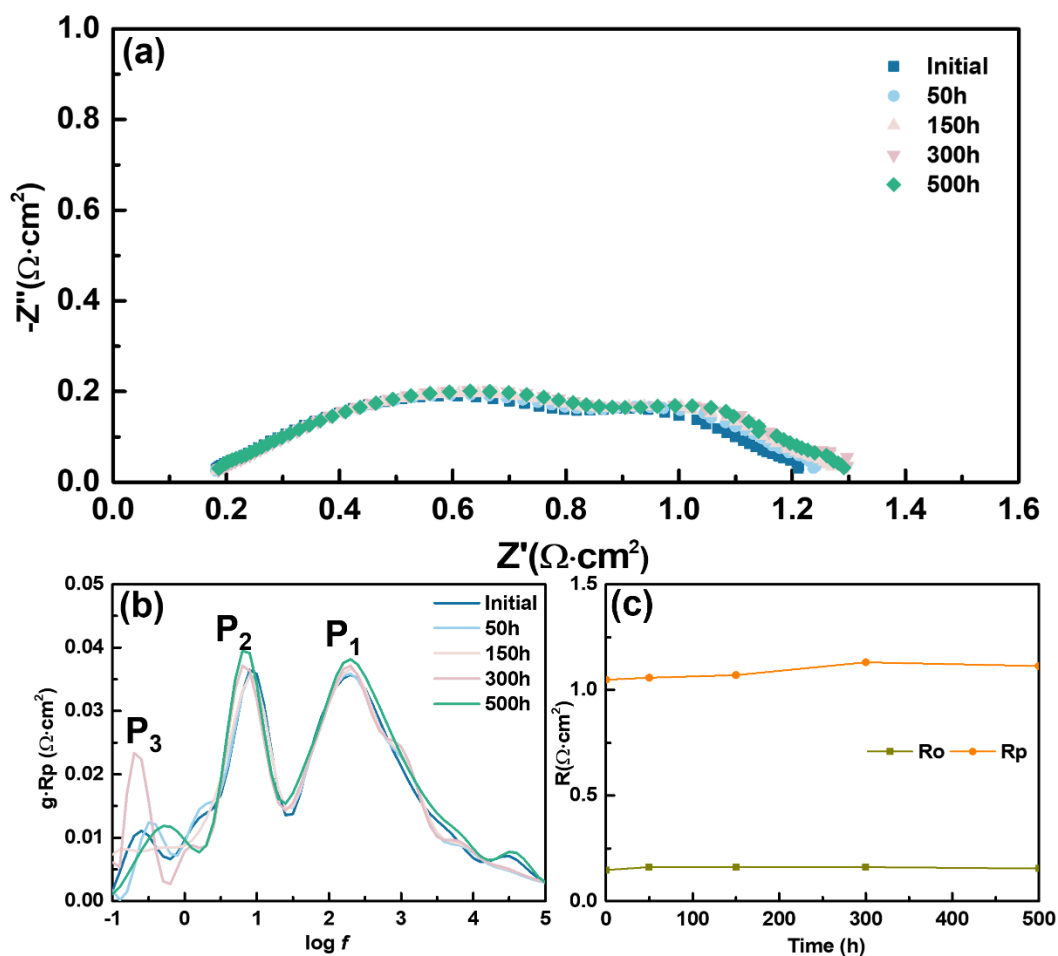 (a)
Initial
50h
150h
300h
500h
-Z''(Ω·cm²)
1.0
0.8
0.6
0.4
0.2
0.0
0.0 0.2 0.4 0.6 0.8 1.0 1.2 1.4 1.6
Z'(Ω·cm²)
(b)
P₂
P₁
P₃
Initial
50h
150h
300h
500h
g·Rp (Ω·cm²)
0.05
0.04
0.03
0.02
0.01
0.00
-1 0 1 2 3 4 5
log f
(c)
R(Ω·cm²)
1.5
1.0
0.5
0.0
Ro Rp
0 100 200 300 400 500
Time (h)